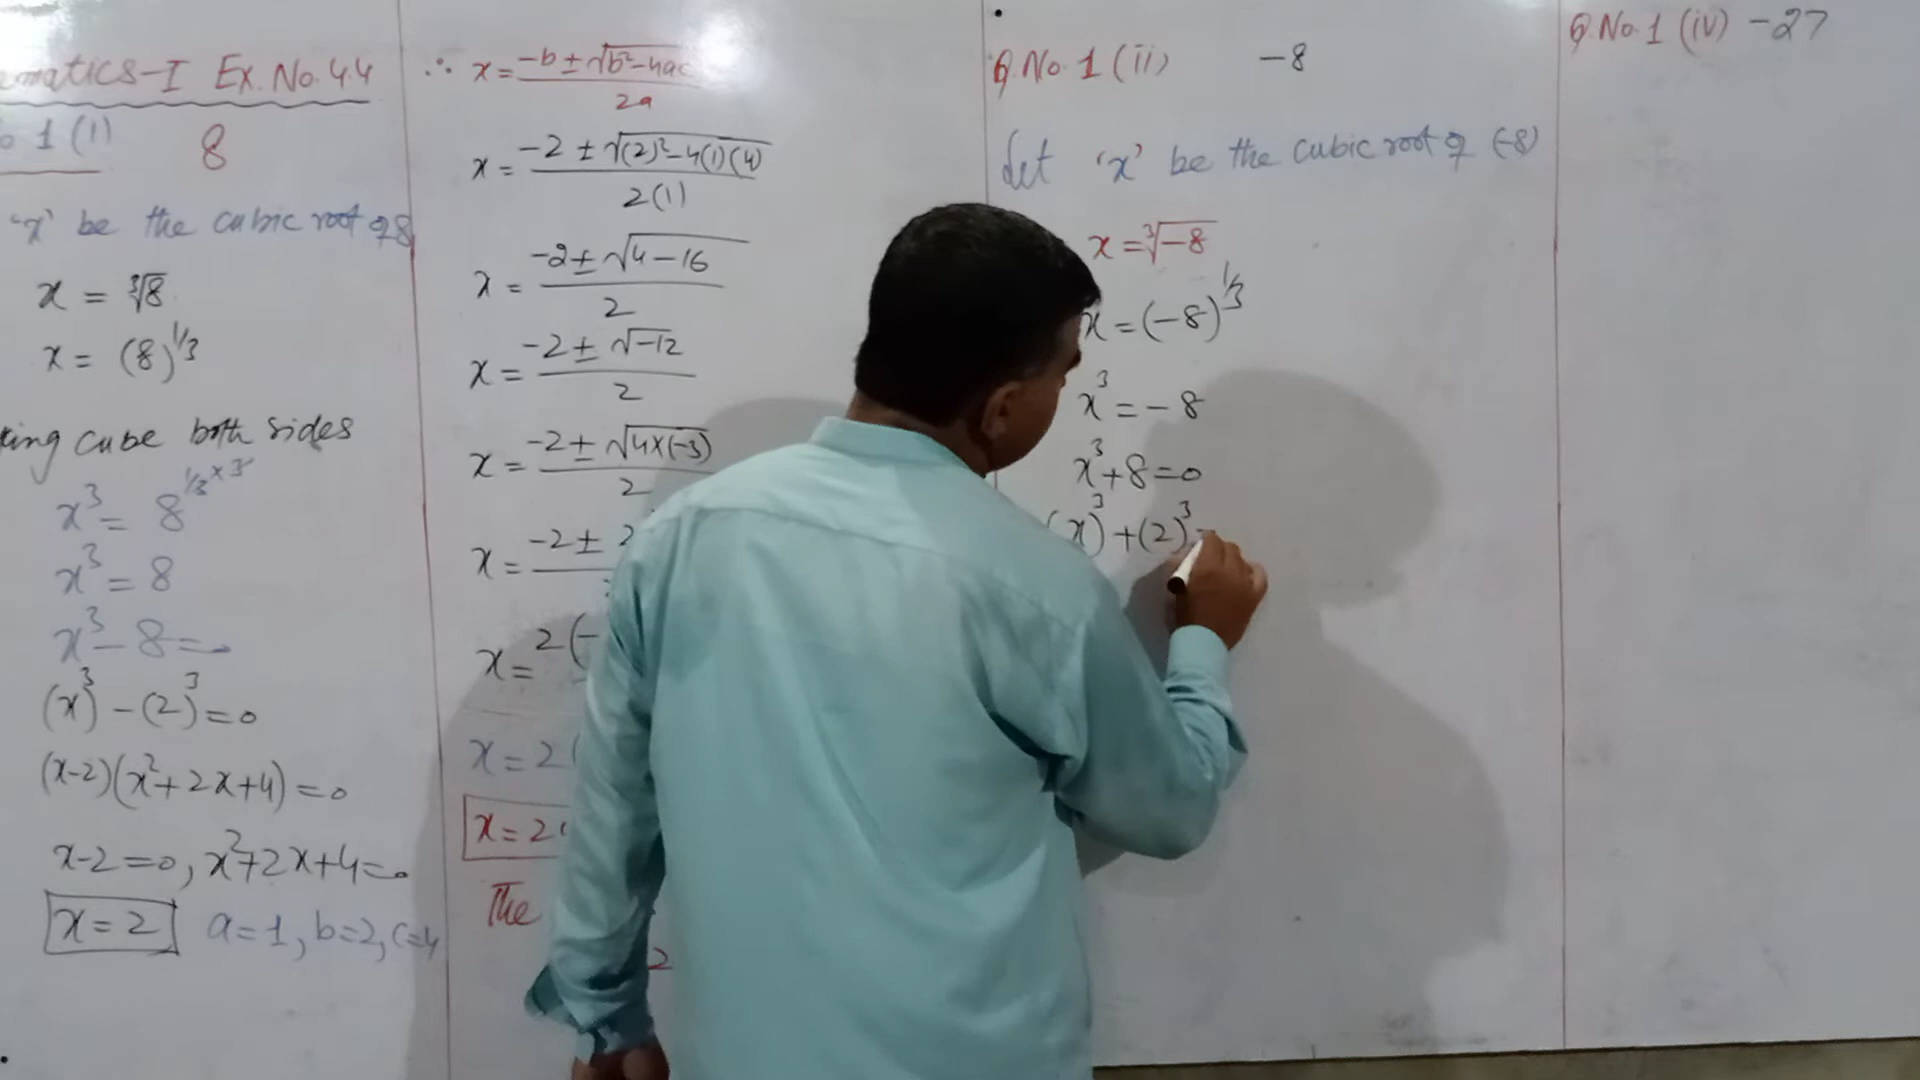 ematics-I Ex.No.4.4
o 1 (I) 8
'x' be the cubic root of 8
x = ∛8
x = (8)^1/3
king cube both sides
x³ = 8^1/3×3
x³ = 8
x³ - 8 = 0
(x)³ - (2)³ = 0
(x-2)(x²+2x+4) = 0
x-2=0, x²+2x+4=0
x = 2 a=1, b=2, c=4
∴ x = (-b ± √b²-4ac) / 2a
x = (-2 ± √(2)²-4(1)(4)) / 2(1)
x = (-2 ± √4-16) / 2
x = (-2 ± √-12) / 2
x = (-2 ± √4×(-3)) / 2
x = -2 ± 2
x = 2(-
x = 2(
x = 2(
The
2
Q.No.1 (ii) -8
Let 'x' be the cubic root of (-8)
x = ∛-8
x = (-8)^1/3
x³ = -8
x³ + 8 = 0
(x)³ + (2)³ =
Q.No.1 (iv) -27